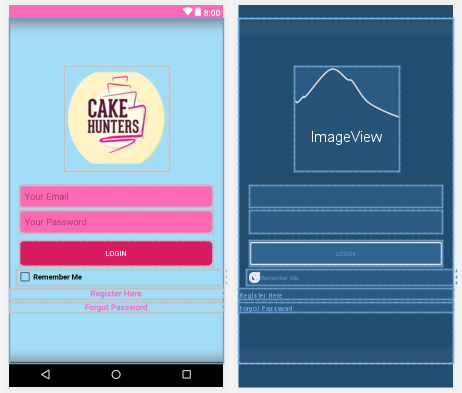 8:00
CAKE
HUNTERS
Your Email
Your Password
LOGIN
Remember Me
Register Here
Forgot Password
ImageView
LOGIN
Remember Me
Register Here
Forgot Password